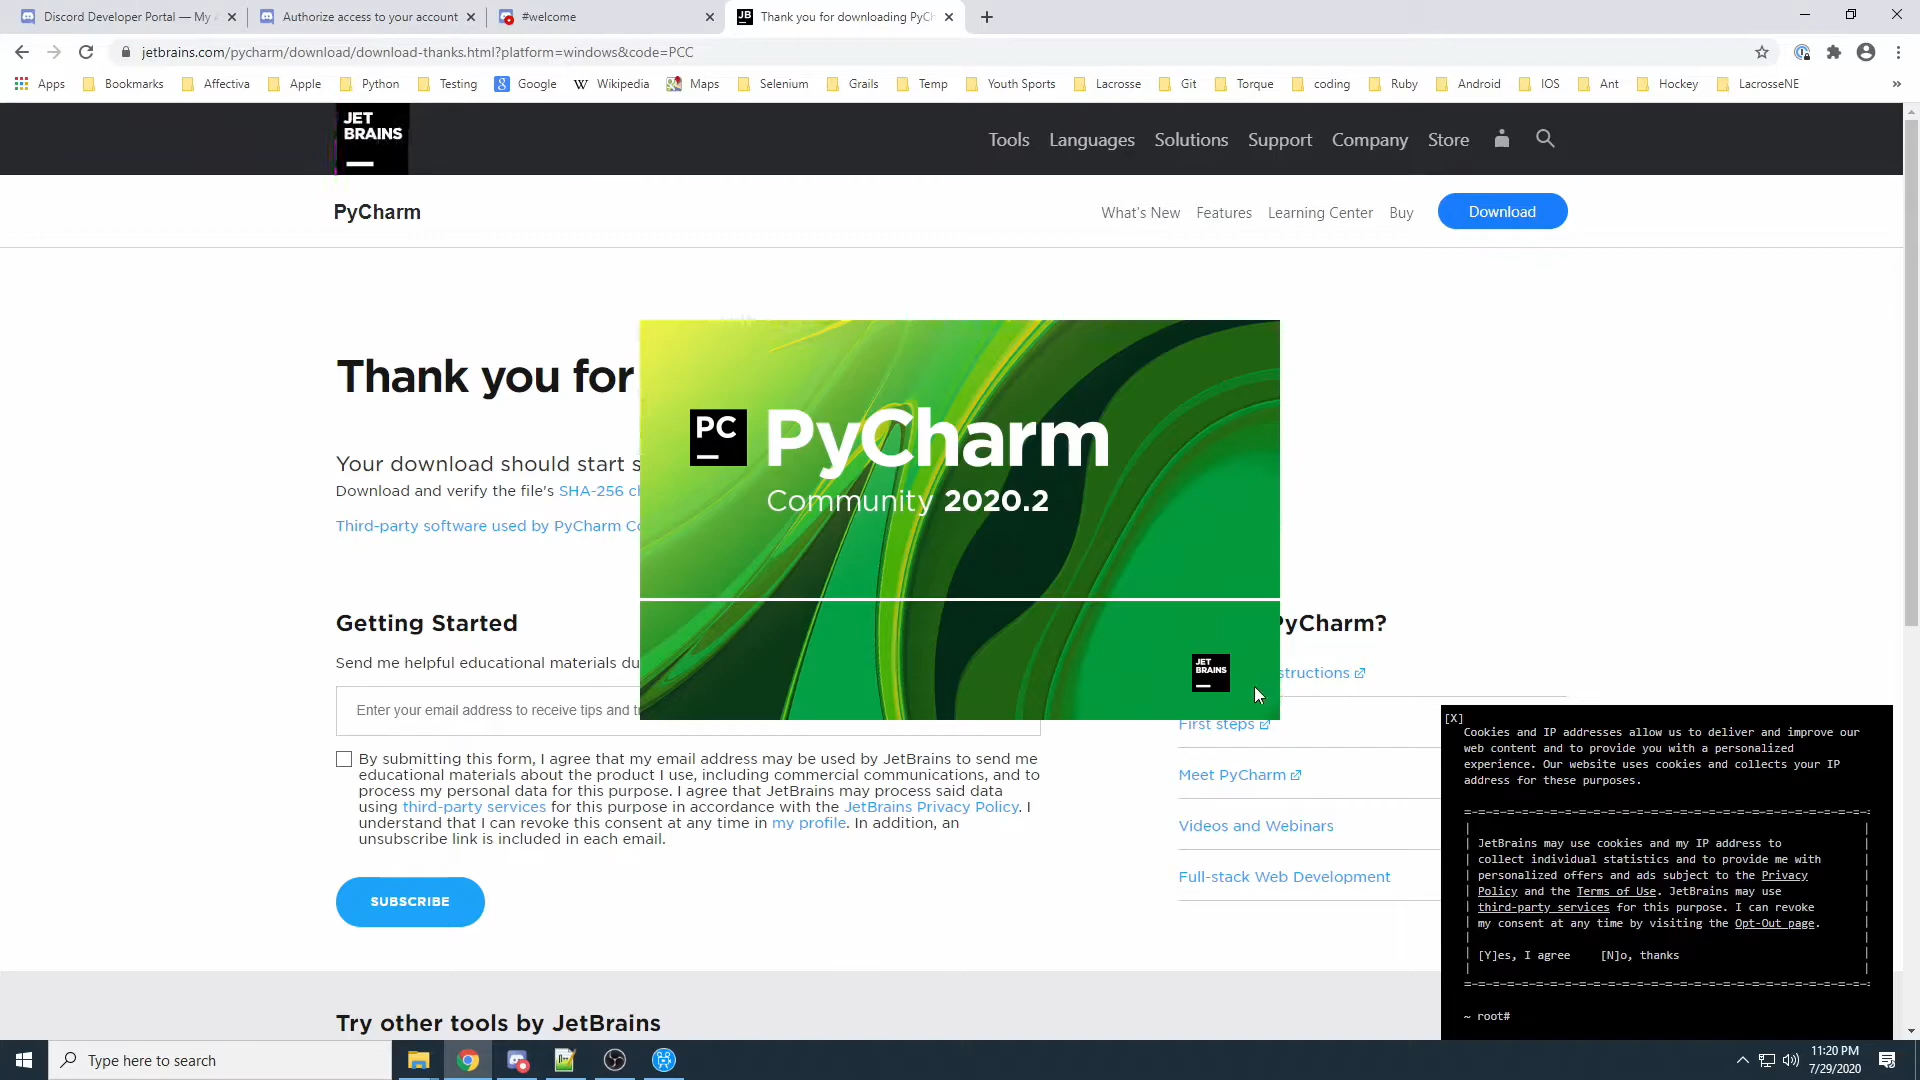 Discord Developer Portal — My
Authorize access to your account
#welcome
JB
Thank you for downloading PyCh
jetbrains.com/pycharm/download/download-thanks.html?platform=windows&code=PCC
Apps
Bookmarks
Affectiva
Apple
Python
Testing
Google
Wikipedia
Maps
Selenium
Grails
Temp
Youth Sports
Lacrosse
Git
Torque
coding
Ruby
Android
IOS
Ant
Hockey
LacrosseNE
JET
BRAINS
Tools
Languages
Solutions
Support
Company
Store
PyCharm
What's New
Features
Learning Center
Buy
Download
Thank you for
PC
PyCharm
Community 2020.2
JET
BRAINS
Your download should start s
Download and verify the file's SHA-256 ch
Third-party software used by PyCharm Co
Getting Started
Send me helpful educational materials du
Enter your email address to receive tips and tr
By submitting this form, I agree that my email address may be used by JetBrains to send me
educational materials about the product I use, including commercial communications, and to
process my personal data for this purpose. I agree that JetBrains may process said data
using third-party services for this purpose in accordance with the JetBrains Privacy Policy. I
understand that I can revoke this consent at any time in my profile. In addition, an
unsubscribe link is included in each email.
SUBSCRIBE
PyCharm?
structions
First steps
Meet PyCharm
Videos and Webinars
Full-stack Web Development
[X]
Cookies and IP addresses allow us to deliver and improve our
web content and to provide you with a personalized
experience. Our website uses cookies and collects your IP
address for these purposes.
JetBrains may use cookies and my IP address to
collect individual statistics and to provide me with
personalized offers and ads subject to the Privacy
Policy and the Terms of Use. JetBrains may use
third-party services for this purpose. I can revoke
my consent at any time by visiting the Opt-Out page.
[Y]es, I agree [N]o, thanks
~ root#
Try other tools by JetBrains
Type here to search
11:20 PM
7/29/2020